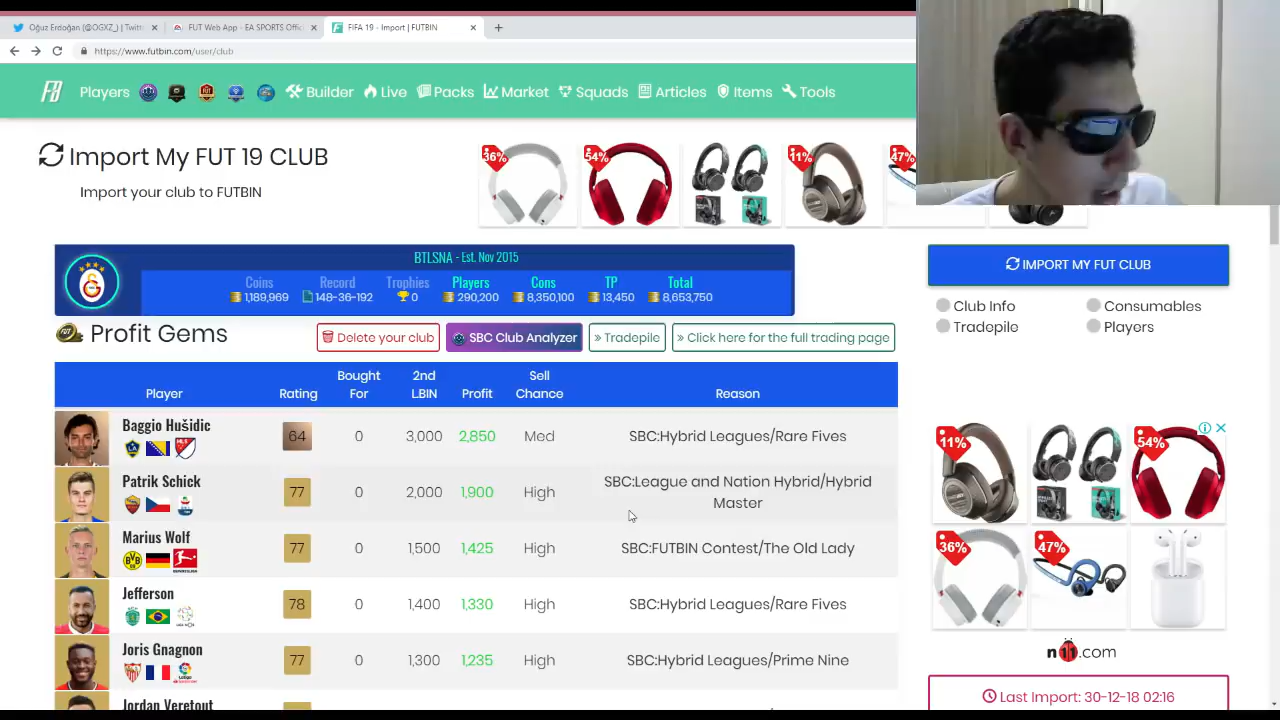 Oğuz Erdoğan (@OGXZ_) | Twitt
FUT Web App - EA SPORTS Offici
FIFA 19 - Import | FUTBIN
https://www.futbin.com/user/club
FB Players Builder Live Packs Market Squads Articles Items Tools
Import My FUT 19 CLUB
Import your club to FUTBIN
36% 54% 11% 47%
BTLSNA - Est. Nov 2015
Coins Record Trophies Players Cons TP Total
1,189,969 148-36-192 0 290,200 8,350,100 13,450 8,653,750
IMPORT MY FUT CLUB
Club Info Consumables
Tradepile Players
FUT Profit Gems Delete your club SBC Club Analyzer » Tradepile » Click here for the full trading page
Player Rating Bought For 2nd LBIN Profit Sell Chance Reason
Baggio Hušidic 64 0 3,000 2,850 Med SBC:Hybrid Leagues/Rare Fives
Patrik Schick 77 0 2,000 1,900 High SBC:League and Nation Hybrid/Hybrid
Master
Marius Wolf 77 0 1,500 1,425 High SBC:FUTBIN Contest/The Old Lady
Jefferson 78 0 1,400 1,330 High SBC:Hybrid Leagues/Rare Fives
Joris Gnagnon 77 0 1,300 1,235 High SBC:Hybrid Leagues/Prime Nine
Jordan Veretout
11% 54%
36% 47%
n11.com
Last Import: 30-12-18 02:16